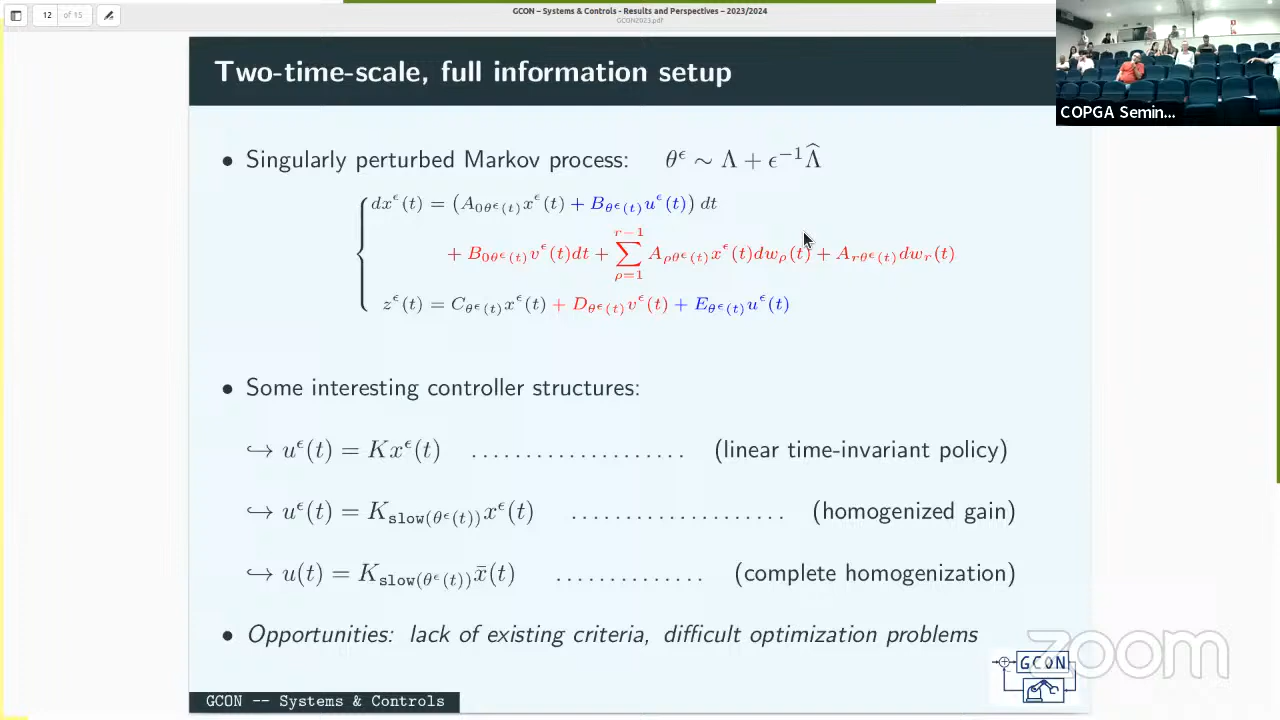 12 of 15
GCON – Systems & Controls - Results and Perspectives – 2023/2024
GCON2023.pdf
COPGA Semin...
Two-time-scale, full information setup
• Singularly perturbed Markov process: θ^ϵ ∼ Λ + ϵ^{−1}Λ̂
dx^ϵ(t) = (A_{0θ^ϵ(t)}x^ϵ(t) + B_{θ^ϵ(t)}u^ϵ(t)) dt
+ B_{0θ^ϵ(t)}v^ϵ(t)dt + ∑_{ρ=1}^{r−1} A_{ρθ^ϵ(t)}x^ϵ(t)dw_ρ(t) + A_{rθ^ϵ(t)}dw_r(t)
z^ϵ(t) = C_{θ^ϵ(t)}x^ϵ(t) + D_{θ^ϵ(t)}v^ϵ(t) + E_{θ^ϵ(t)}u^ϵ(t)
• Some interesting controller structures:
↪ u^ϵ(t) = Kx^ϵ(t) .................... (linear time-invariant policy)
↪ u^ϵ(t) = K_{slow(θ^ϵ(t))}x^ϵ(t) .................... (homogenized gain)
↪ u(t) = K_{slow(θ^ϵ(t))}x̄(t) .............. (complete homogenization)
• Opportunities: lack of existing criteria, difficult optimization problems
GCON
zoom
GCON -- Systems & Controls